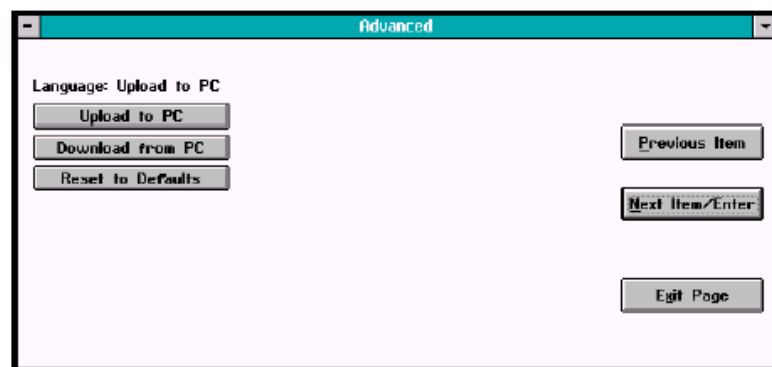 Advanced
Language: Upload to PC
Upload to PC
Download from PC
Reset to Defaults
Previous Item
Next Item/Enter
Exit Page